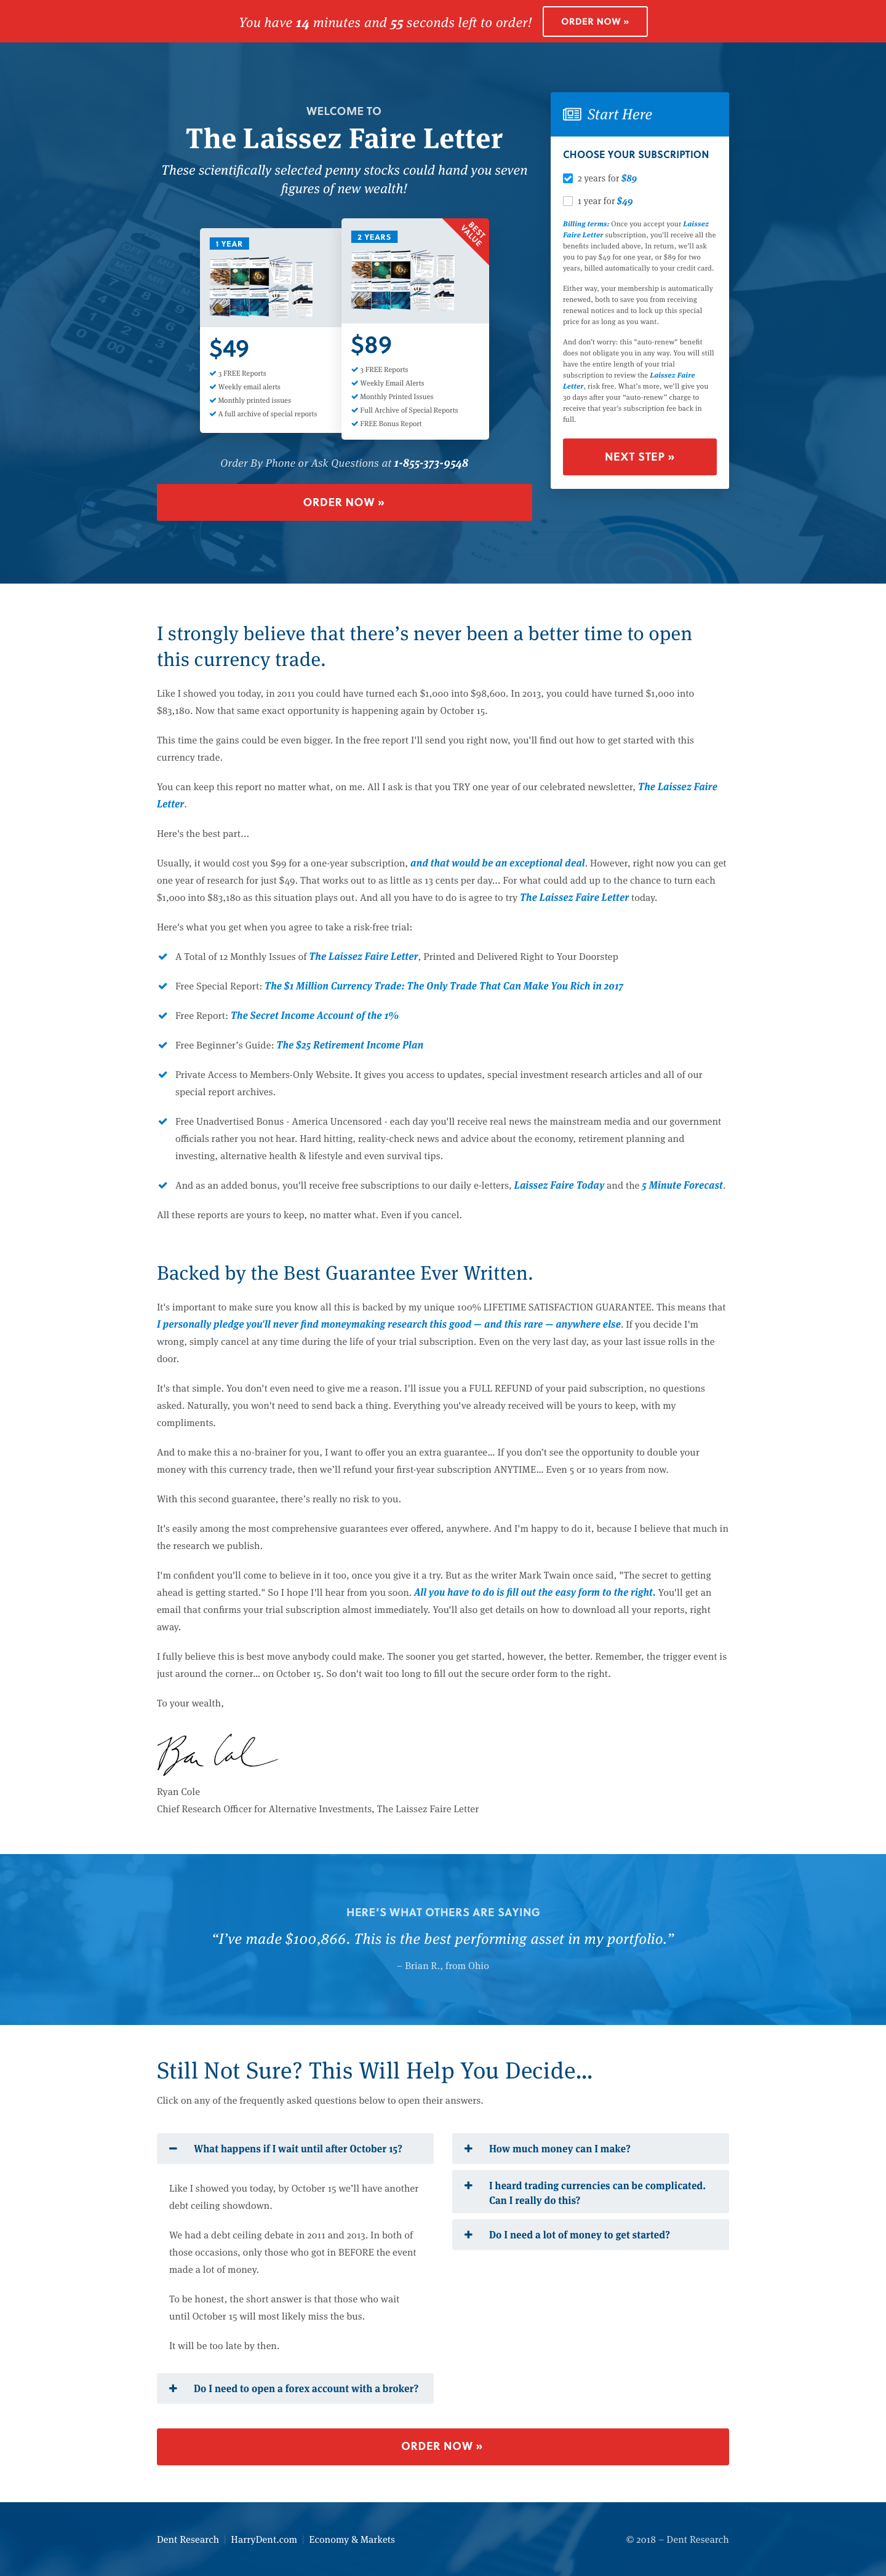 You have 14 minutes and 55 seconds left to order!
ORDER NOW »
WELCOME TO
The Laissez Faire Letter
These scientifically selected penny stocks could hand you seven
figures of new wealth!
1 YEAR
$49
3 FREE Reports
Weekly email alerts
Monthly printed issues
A full archive of special reports
2 YEARS
BEST
VALUE
$89
3 FREE Reports
Weekly Email Alerts
Monthly Printed Issues
Full Archive of Special Reports
FREE Bonus Report
Order By Phone or Ask Questions at 1-855-373-9548
ORDER NOW »
Start Here
CHOOSE YOUR SUBSCRIPTION
2 years for $89
1 year for $49
Billing terms: Once you accept your Laissez
Faire Letter subscription, you'll receive all the
benefits included above, In return, we'll ask
you to pay $49 for one year, or $89 for two
years, billed automatically to your credit card.
Either way, your membership is automatically
renewed, both to save you from receiving
renewal notices and to lock up this special
price for as long as you want.
And don't worry: this "auto-renew" benefit
does not obligate you in any way. You will still
have the entire length of your trial
subscription to review the Laissez Faire
Letter, risk free. What's more, we'll give you
30 days after your "auto-renew" charge to
receive that year's subscription fee back in
full.
NEXT STEP »
I strongly believe that there's never been a better time to open
this currency trade.
Like I showed you today, in 2011 you could have turned each $1,000 into $98,600. In 2013, you could have turned $1,000 into
$83,180. Now that same exact opportunity is happening again by October 15.
This time the gains could be even bigger. In the free report I'll send you right now, you'll find out how to get started with this
currency trade.
You can keep this report no matter what, on me. All I ask is that you TRY one year of our celebrated newsletter, The Laissez Faire
Letter.
Here's the best part...
Usually, it would cost you $99 for a one-year subscription, and that would be an exceptional deal. However, right now you can get
one year of research for just $49. That works out to as little as 13 cents per day... For what could add up to the chance to turn each
$1,000 into $83,180 as this situation plays out. And all you have to do is agree to try The Laissez Faire Letter today.
Here's what you get when you agree to take a risk-free trial:
A Total of 12 Monthly Issues of The Laissez Faire Letter, Printed and Delivered Right to Your Doorstep
Free Special Report: The $1 Million Currency Trade: The Only Trade That Can Make You Rich in 2017
Free Report: The Secret Income Account of the 1%
Free Beginner's Guide: The $25 Retirement Income Plan
Private Access to Members-Only Website. It gives you access to updates, special investment research articles and all of our
special report archives.
Free Unadvertised Bonus - America Uncensored - each day you'll receive real news the mainstream media and our government
officials rather you not hear. Hard hitting, reality-check news and advice about the economy, retirement planning and
investing, alternative health & lifestyle and even survival tips.
And as an added bonus, you'll receive free subscriptions to our daily e-letters, Laissez Faire Today and the 5 Minute Forecast.
All these reports are yours to keep, no matter what. Even if you cancel.
Backed by the Best Guarantee Ever Written.
It's important to make sure you know all this is backed by my unique 100% LIFETIME SATISFACTION GUARANTEE. This means that
I personally pledge you'll never find moneymaking research this good — and this rare — anywhere else. If you decide I'm
wrong, simply cancel at any time during the life of your trial subscription. Even on the very last day, as your last issue rolls in the
door.
It's that simple. You don't even need to give me a reason. I'll issue you a FULL REFUND of your paid subscription, no questions
asked. Naturally, you won't need to send back a thing. Everything you've already received will be yours to keep, with my
compliments.
And to make this a no-brainer for you, I want to offer you an extra guarantee... If you don't see the opportunity to double your
money with this currency trade, then we'll refund your first-year subscription ANYTIME... Even 5 or 10 years from now.
With this second guarantee, there's really no risk to you.
It's easily among the most comprehensive guarantees ever offered, anywhere. And I'm happy to do it, because I believe that much in
the research we publish.
I'm confident you'll come to believe in it too, once you give it a try. But as the writer Mark Twain once said, "The secret to getting
ahead is getting started." So I hope I'll hear from you soon. All you have to do is fill out the easy form to the right. You'll get an
email that confirms your trial subscription almost immediately. You'll also get details on how to download all your reports, right
away.
I fully believe this is best move anybody could make. The sooner you get started, however, the better. Remember, the trigger event is
just around the corner... on October 15. So don't wait too long to fill out the secure order form to the right.
To your wealth,
Ryan Cole
Chief Research Officer for Alternative Investments, The Laissez Faire Letter
HERE'S WHAT OTHERS ARE SAYING
"I've made $100,866. This is the best performing asset in my portfolio."
– Brian R., from Ohio
Still Not Sure? This Will Help You Decide...
Click on any of the frequently asked questions below to open their answers.
What happens if I wait until after October 15?
Like I showed you today, by October 15 we'll have another
debt ceiling showdown.
We had a debt ceiling debate in 2011 and 2013. In both of
those occasions, only those who got in BEFORE the event
made a lot of money.
To be honest, the short answer is that those who wait
until October 15 will most likely miss the bus.
It will be too late by then.
Do I need to open a forex account with a broker?
How much money can I make?
I heard trading currencies can be complicated.
Can I really do this?
Do I need a lot of money to get started?
ORDER NOW »
Dent Research | HarryDent.com | Economy & Markets
© 2018 – Dent Research